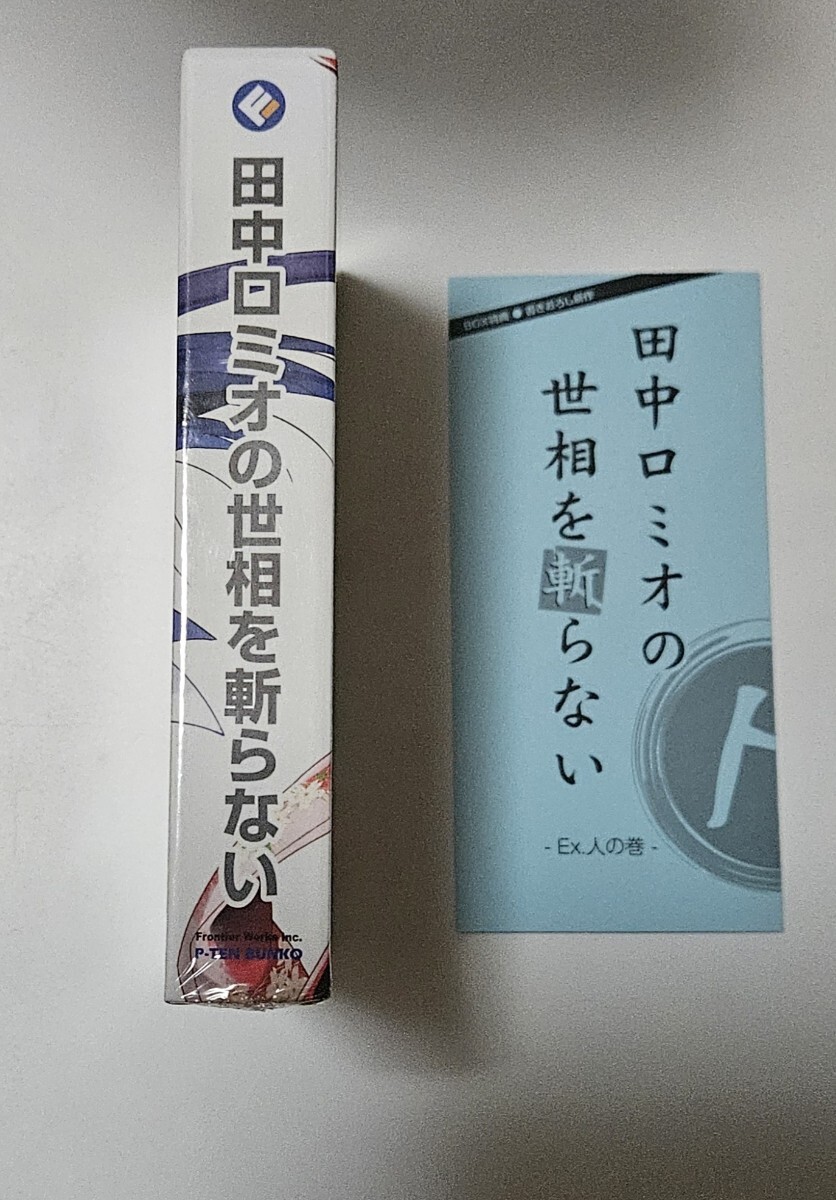 田中ロミオの世相を斬らない
Frontier Works Inc.
P-TEN BUNKO
BOX特典 ● 書きおろし新作
田中ロミオの
世相を斬らない
- Ex.人の巻 -